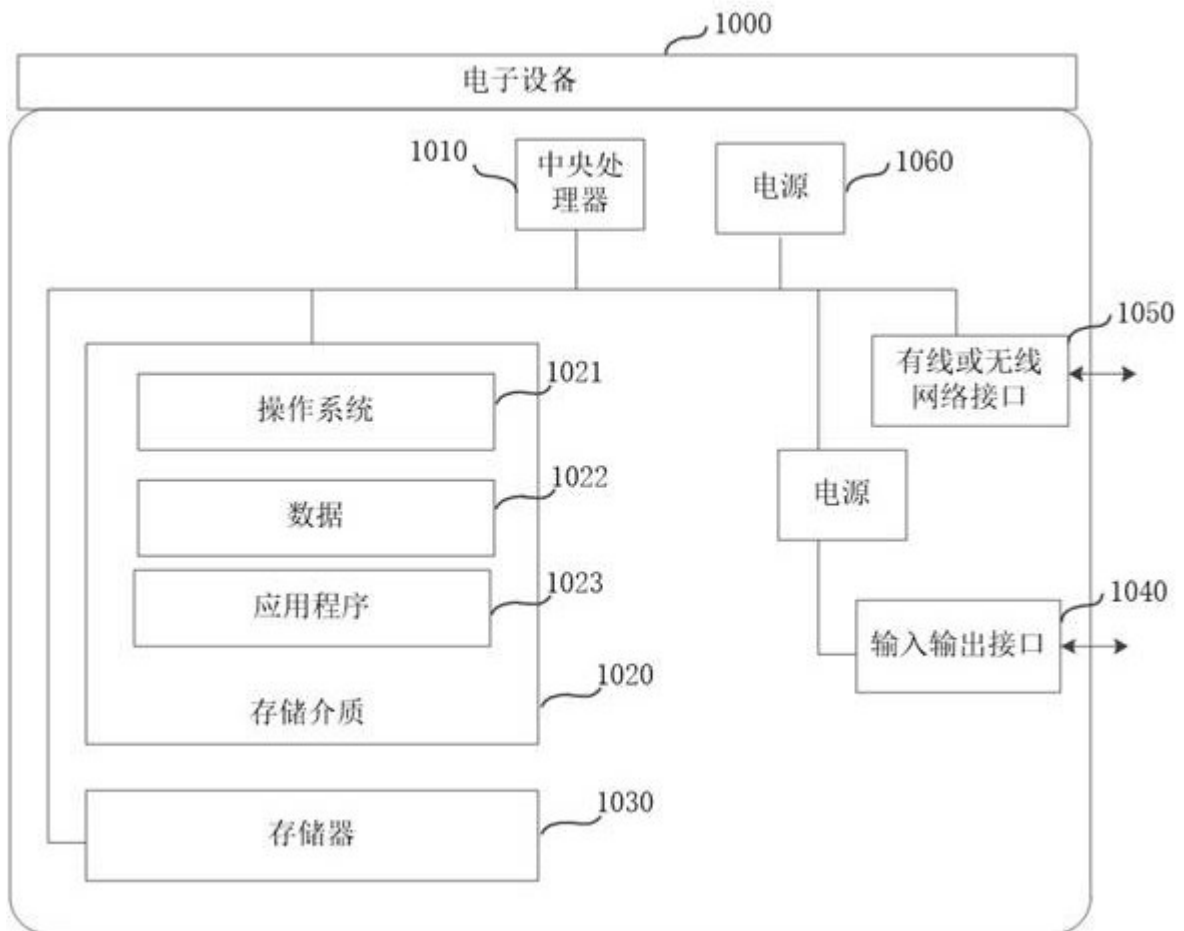 1000
电子设备
1010
中央处
理器
电源
1060
1050
有线或无线
网络接口
1021
操作系统
1022
数据
电源
1023
应用程序
1040
输入输出接口
1020
存储介质
1030
存储器